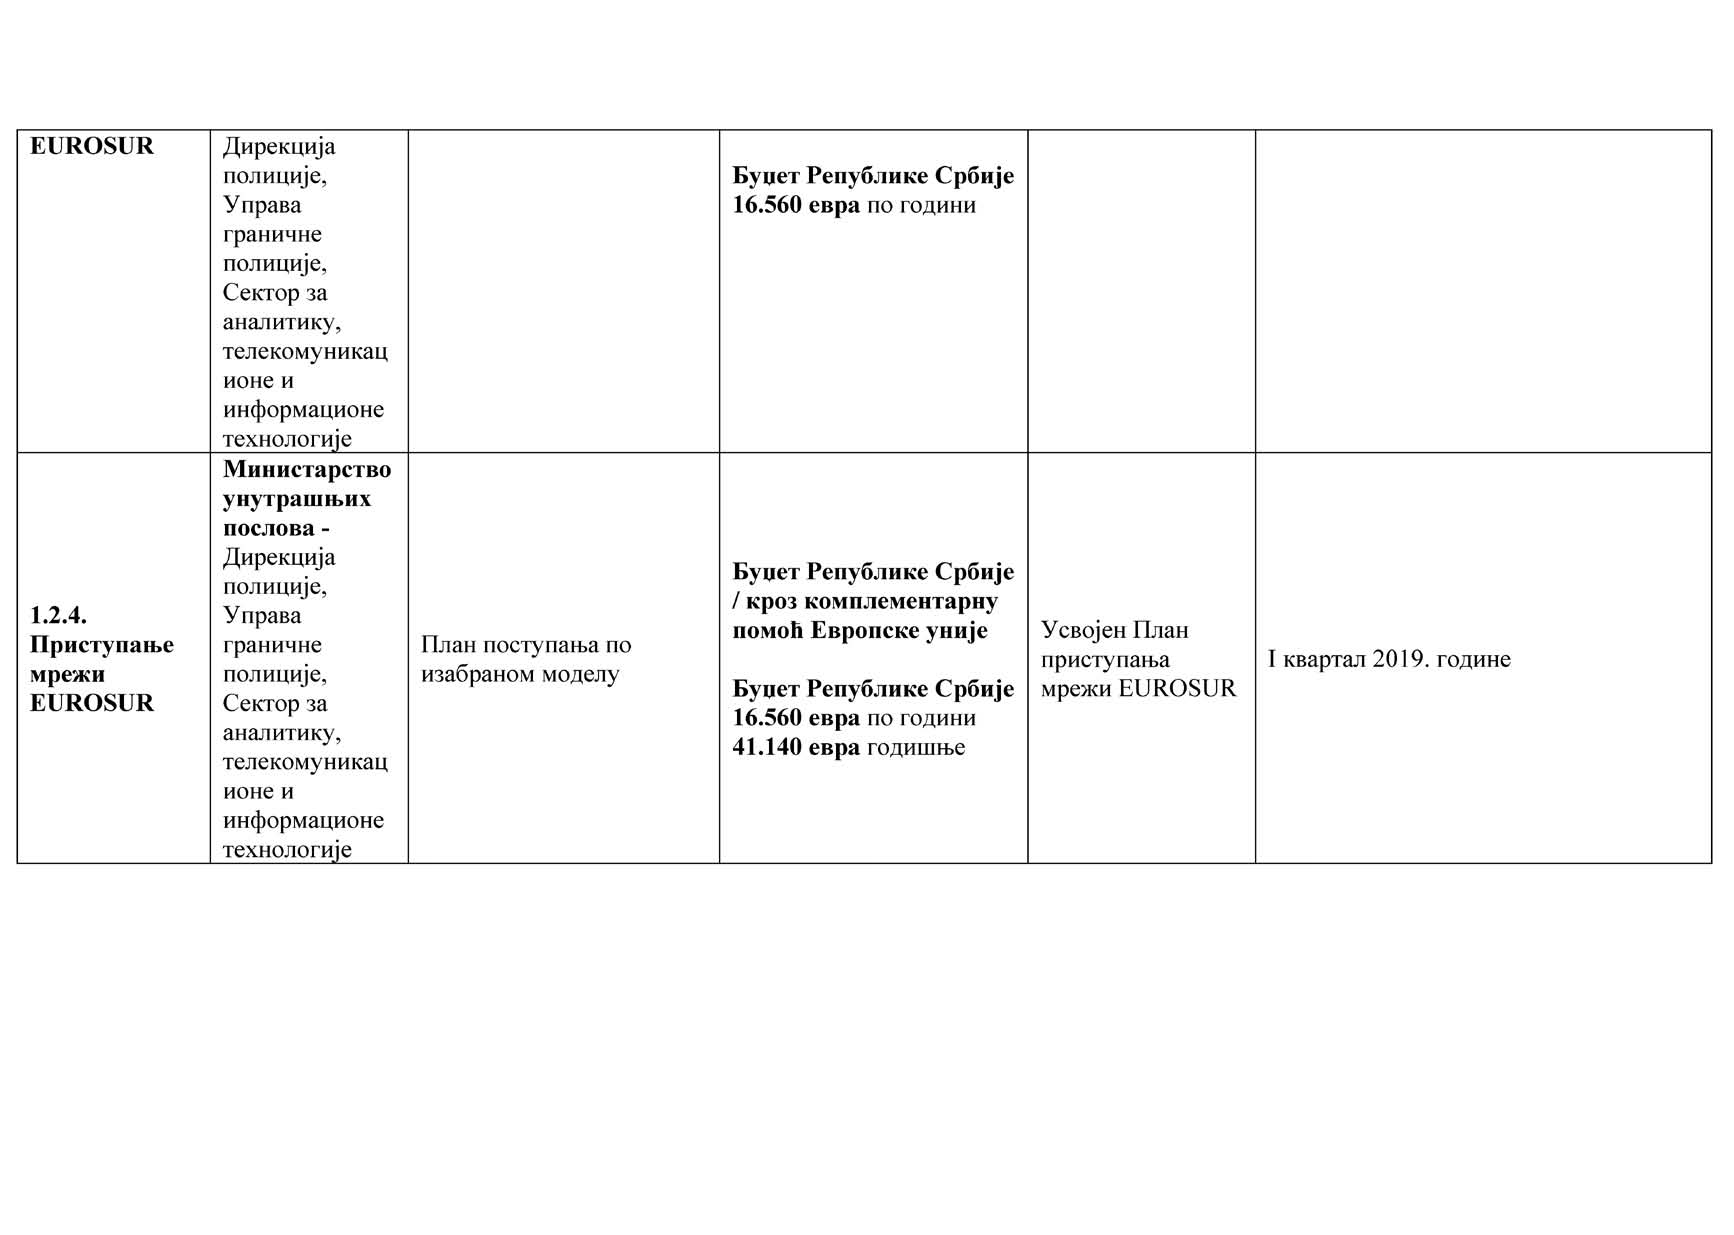 EUROSUR
Дирекција
полиције,
Управа
граничне
полиције,
Сектор за
аналитику,
телекомуникац
ионе и
информационе
технологије
Буџет Републике Србије
16.560 евра по години
1.2.4.
Приступање
мрежи
EUROSUR
Министарство
унутрашњих
послова -
Дирекција
полиције,
Управа
граничне
полиције,
Сектор за
аналитику,
телекомуникац
ионе и
информационе
технологије
План поступања по
изабраном моделу
Буџет Републике Србије
/ кроз комплементарну
помоћ Европске уније
Буџет Републике Србије
16.560 евра по години
41.140 евра годишње
Усвојен План
приступања
мрежи EUROSUR
I квартал 2019. године